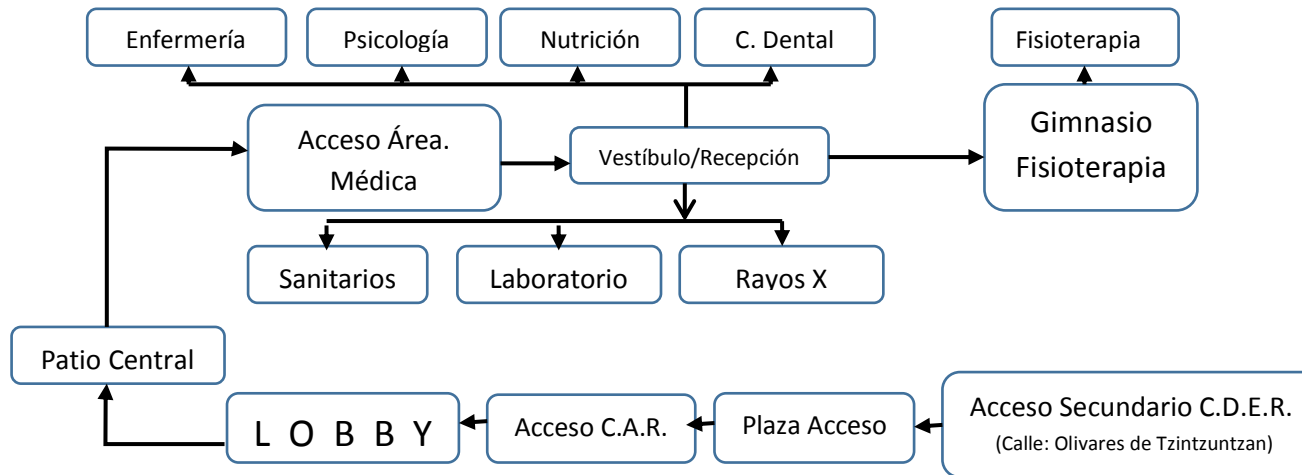 Enfermería
Psicología
Nutrición
C. Dental
Fisioterapia
Acceso Área.
Médica
Vestíbulo/Recepción
Gimnasio
Fisioterapia
Sanitarios
Laboratorio
Rayos X
Patio Central
L O B B Y
Acceso C.A.R.
Plaza Acceso
Acceso Secundario C.D.E.R.
(Calle: Olivares de Tzintzuntzan)